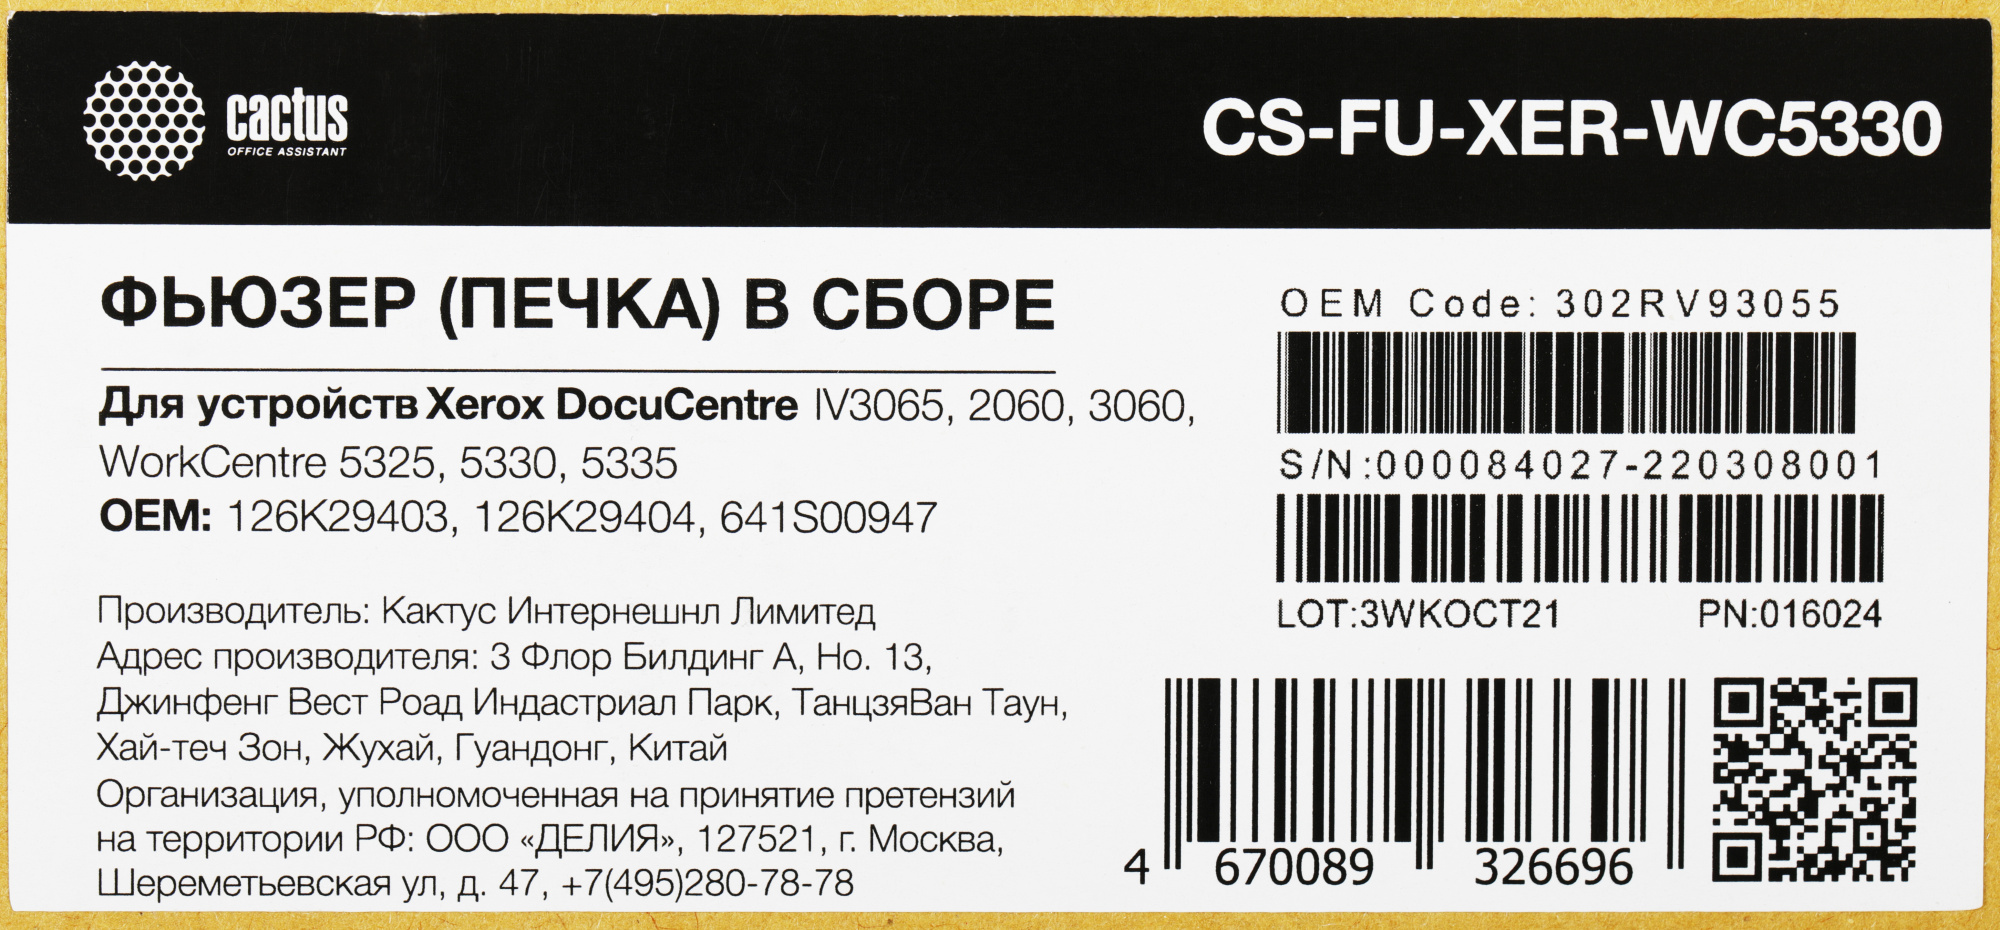 cactus
OFFICE ASSISTANT
CS-FU-XER-WC5330
ФЬЮЗЕР (ПЕЧКА) В СБОРЕ
Для устройств Xerox DocuCentre IV3065, 2060, 3060,
WorkCentre 5325, 5330, 5335
OEM: 126K29403, 126K29404, 641S00947
Производитель: Кактус Интернешнл Лимитед
Адрес производителя: 3 Флор Билдинг А, Но. 13,
Джинфенг Вест Роад Индастриал Парк, ТанцзяВан Таун,
Хай-теч Зон, Жухай, Гуандонг, Китай
Организация, уполномоченная на принятие претензий
на территории РФ: ООО «ДЕЛИЯ», 127521, г. Москва,
Шереметьевская ул, д. 47, +7(495)280-78-78
OEM Code: 302RV93055
S/N:000084027-220308001
LOT:3WKOCT21 PN:016024
4 670089 326696